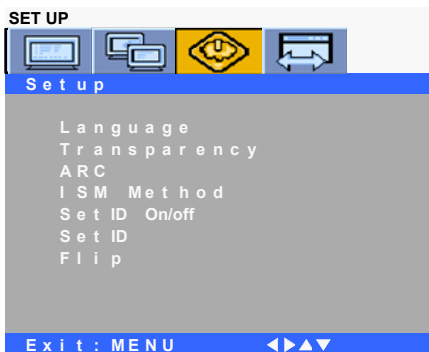 SET UP
Setup
Language
Transparency
ARC
ISM Method
Set ID On/off
Set ID
Flip
Exit: MENU ◀▶▲▼